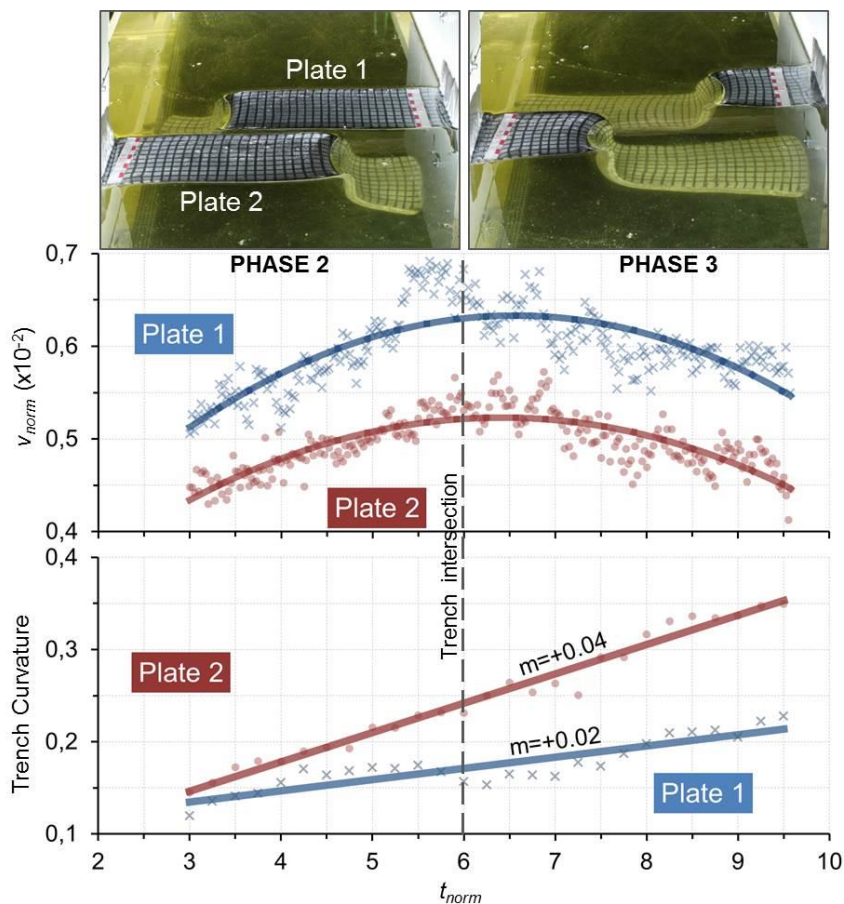 Plate 1
Plate 2
0,7
0,6
0,5
0,4
v_norm (x10⁻²)
PHASE 2
PHASE 3
Plate 1
Plate 2
Trench intersection
0,4
0,3
0,2
0,1
Trench Curvature
Plate 2
m=+0.04
m=+0.02
Plate 1
2 3 4 5 6 7 8 9 10
t_norm